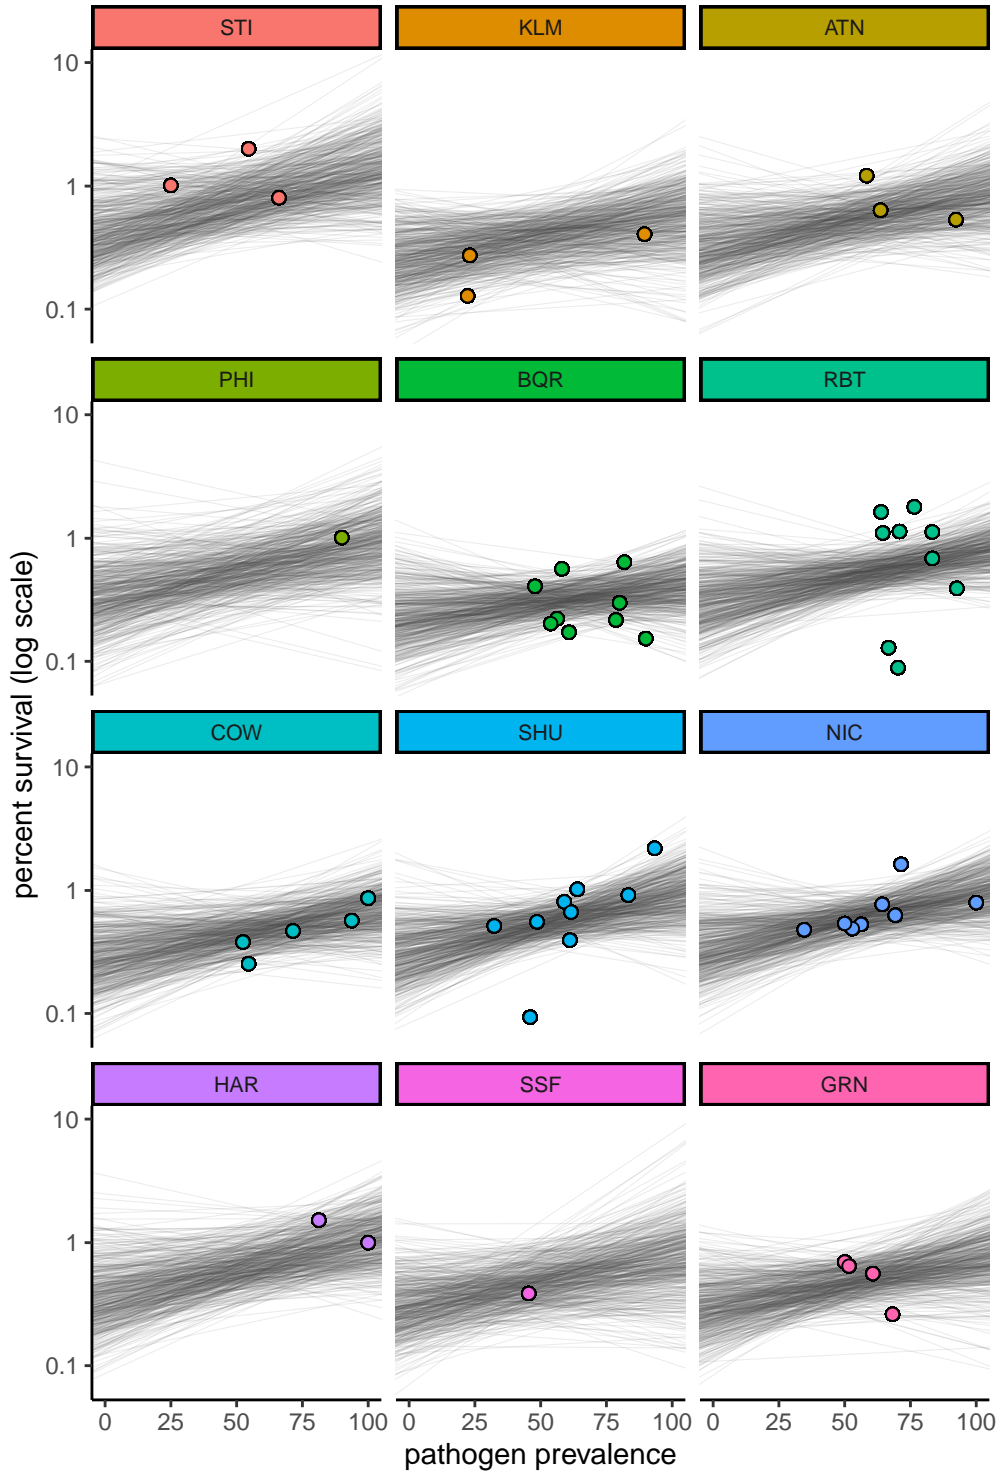 STI KLM ATN
10
1
0.1
PHI BQR RBT
10
1
0.1
percent survival (log scale)
COW SHU NIC
10
1
0.1
HAR SSF GRN
10
1
0.1
0 25 50 75 100 0 25 50 75 100 0 25 50 75 100
pathogen prevalence